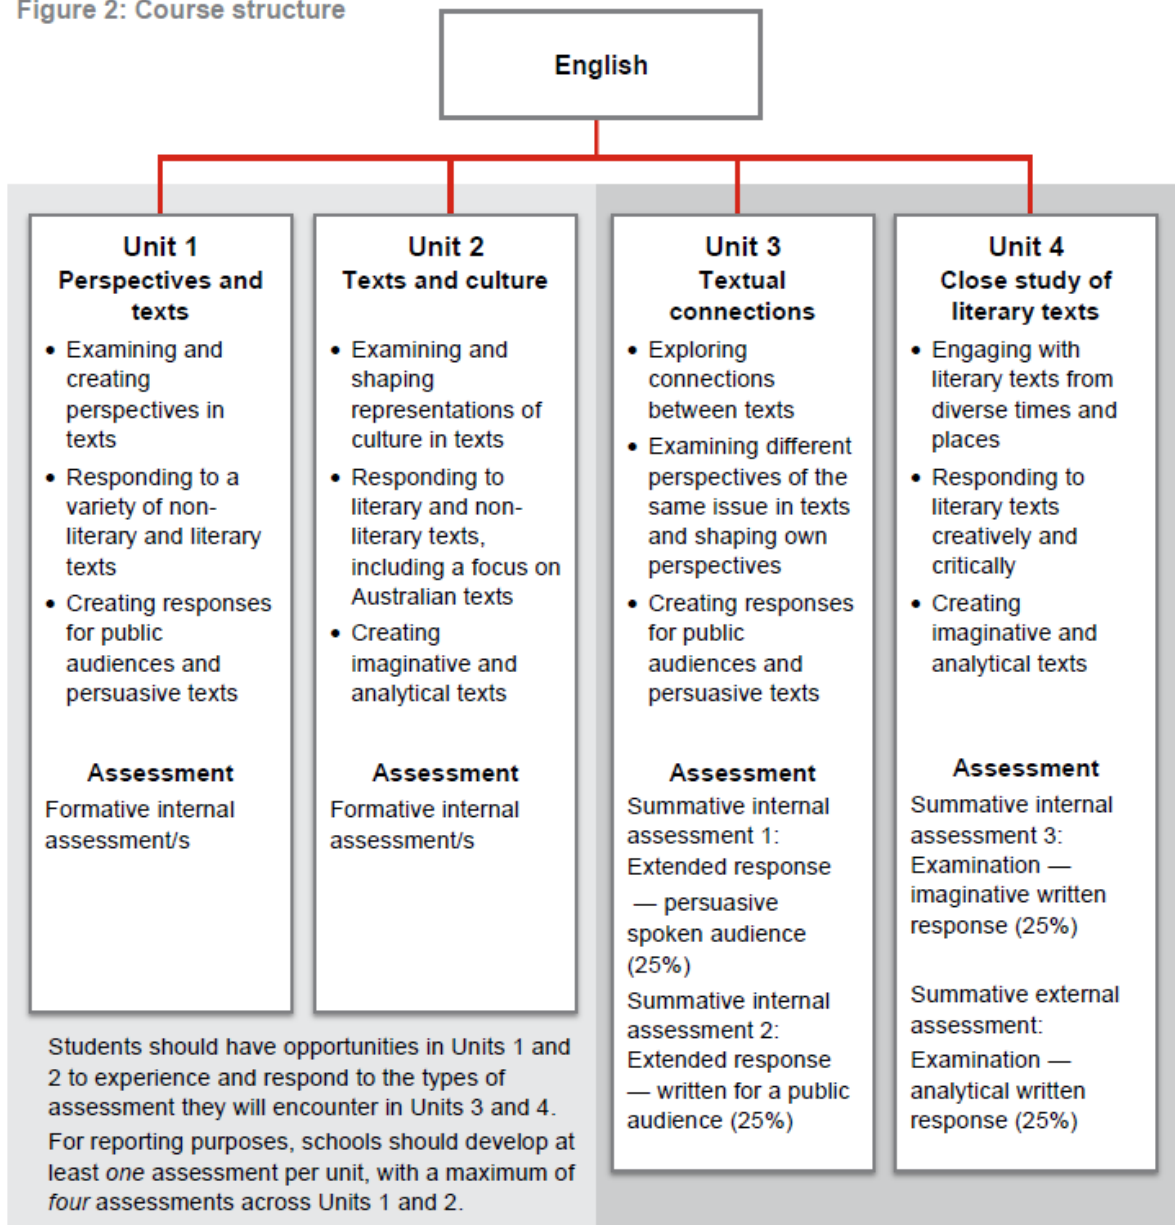 Figure 2: Course structure
English
Unit 1
Perspectives and
texts
• Examining and
creating
perspectives in
texts
• Responding to a
variety of non-
literary and literary
texts
• Creating responses
for public
audiences and
persuasive texts
Assessment
Formative internal
assessment/s
Unit 2
Texts and culture
• Examining and
shaping
representations of
culture in texts
• Responding to
literary and non-
literary texts,
including a focus on
Australian texts
• Creating
imaginative and
analytical texts
Assessment
Formative internal
assessment/s
Students should have opportunities in Units 1 and
2 to experience and respond to the types of
assessment they will encounter in Units 3 and 4.
For reporting purposes, schools should develop at
least one assessment per unit, with a maximum of
four assessments across Units 1 and 2.
Unit 3
Textual
connections
• Exploring
connections
between texts
• Examining different
perspectives of the
same issue in texts
and shaping own
perspectives
• Creating responses
for public
audiences and
persuasive texts
Assessment
Summative internal
assessment 1:
Extended response
— persuasive
spoken audience
(25%)
Summative internal
assessment 2:
Extended response
— written for a public
audience (25%)
Unit 4
Close study of
literary texts
• Engaging with
literary texts from
diverse times and
places
• Responding to
literary texts
creatively and
critically
• Creating
imaginative and
analytical texts
Assessment
Summative internal
assessment 3:
Examination —
imaginative written
response (25%)
Summative external
assessment:
Examination —
analytical written
response (25%)